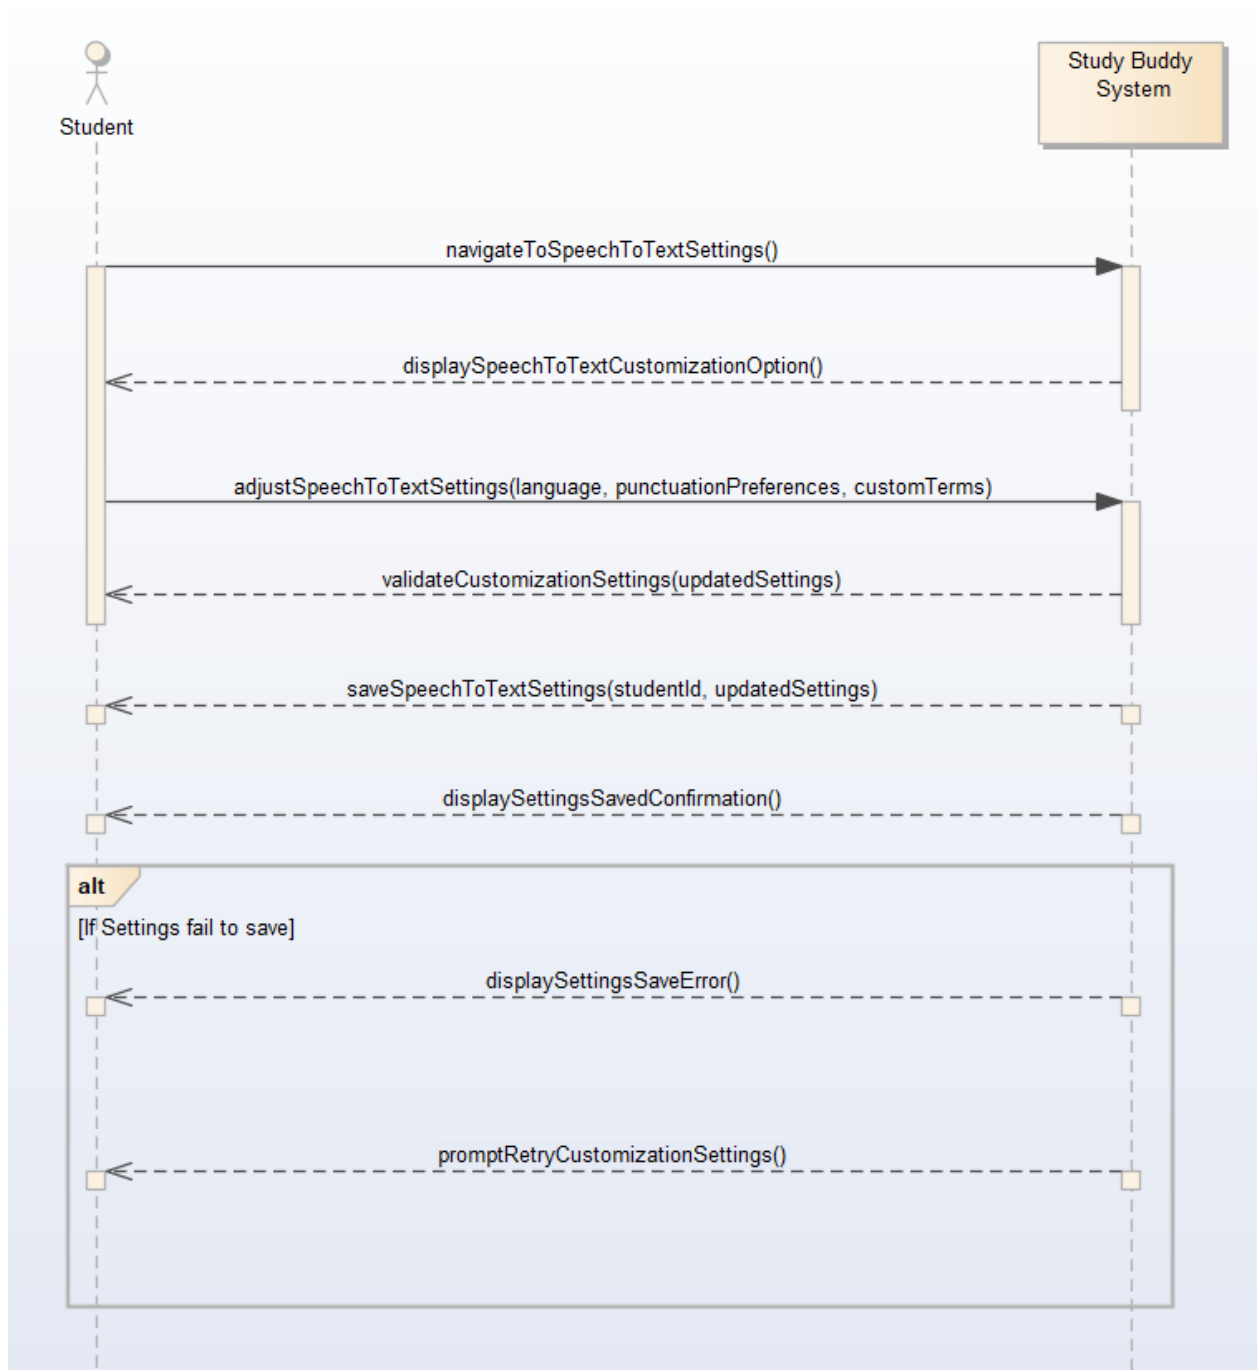 Study Buddy
System
Student
navigateToSpeechToTextSettings()
displaySpeechToTextCustomizationOption()
adjustSpeechToTextSettings(language, punctuationPreferences, customTerms)
validateCustomizationSettings(updatedSettings)
saveSpeechToTextSettings(studentId, updatedSettings)
displaySettingsSavedConfirmation()
alt
[If Settings fail to save]
displaySettingsSaveError()
promptRetryCustomizationSettings()